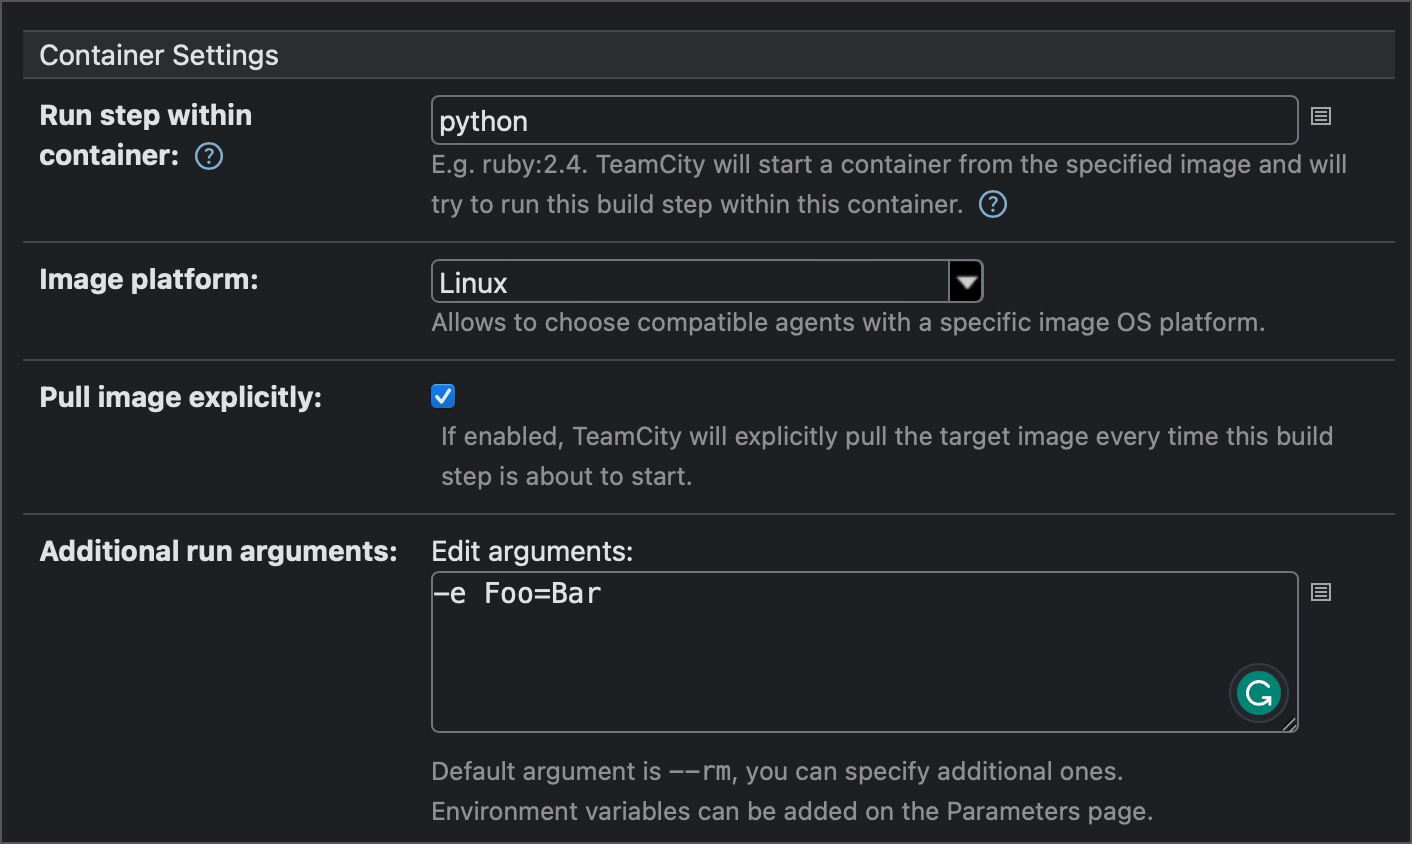 Container Settings
Run step within
container:
python
E.g. ruby:2.4. TeamCity will start a container from the specified image and will
try to run this build step within this container.
Image platform:
Linux
Allows to choose compatible agents with a specific image OS platform.
Pull image explicitly:
If enabled, TeamCity will explicitly pull the target image every time this build
step is about to start.
Additional run arguments:
Edit arguments:
-e Foo=Bar
Default argument is --rm, you can specify additional ones.
Environment variables can be added on the Parameters page.